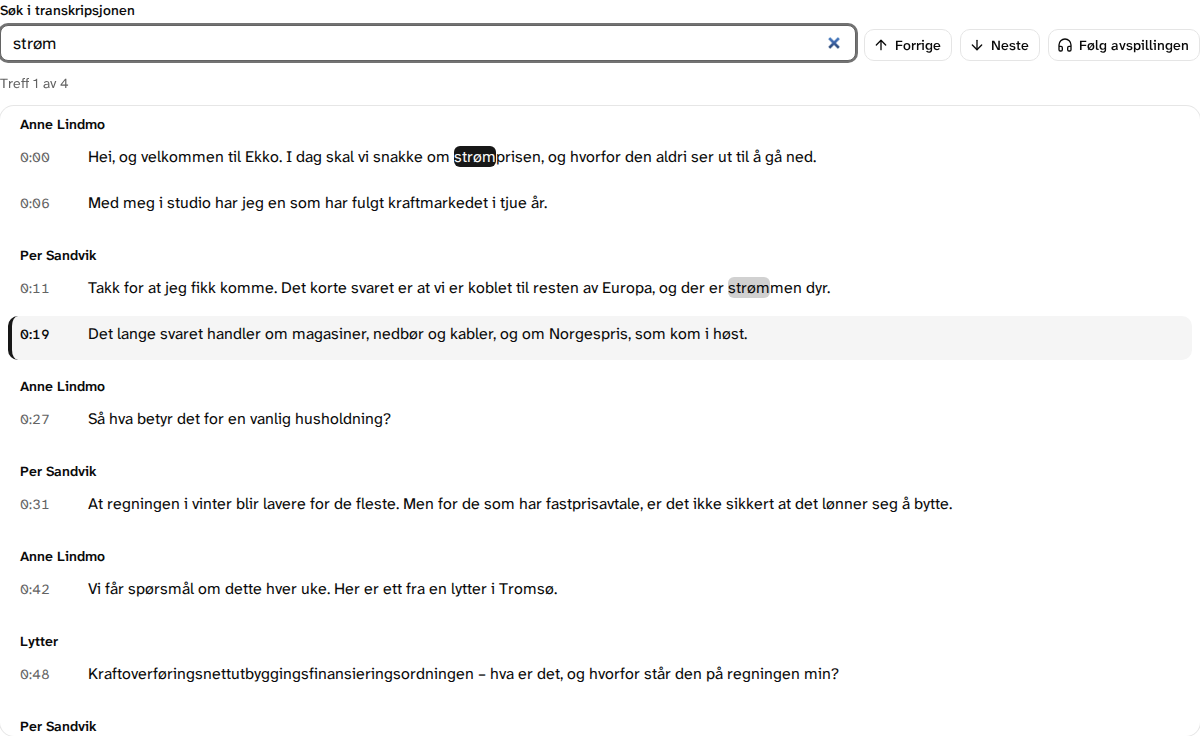 Søk i transkripsjonen
strøm
Forrige
Neste
Følg avspillingen
Treff 1 av 4
Anne Lindmo
0:00 Hei, og velkommen til Ekko. I dag skal vi snakke om strømprisen, og hvorfor den aldri ser ut til å gå ned.
0:06 Med meg i studio har jeg en som har fulgt kraftmarkedet i tjue år.
Per Sandvik
0:11 Takk for at jeg fikk komme. Det korte svaret er at vi er koblet til resten av Europa, og der er strømmen dyr.
0:19 Det lange svaret handler om magasiner, nedbør og kabler, og om Norgespris, som kom i høst.
Anne Lindmo
0:27 Så hva betyr det for en vanlig husholdning?
Per Sandvik
0:31 At regningen i vinter blir lavere for de fleste. Men for de som har fastprisavtale, er det ikke sikkert at det lønner seg å bytte.
Anne Lindmo
0:42 Vi får spørsmål om dette hver uke. Her er ett fra en lytter i Tromsø.
Lytter
0:48 Kraftoverføringsnettutbyggingsfinansieringsordningen – hva er det, og hvorfor står den på regningen min?
Per Sandvik